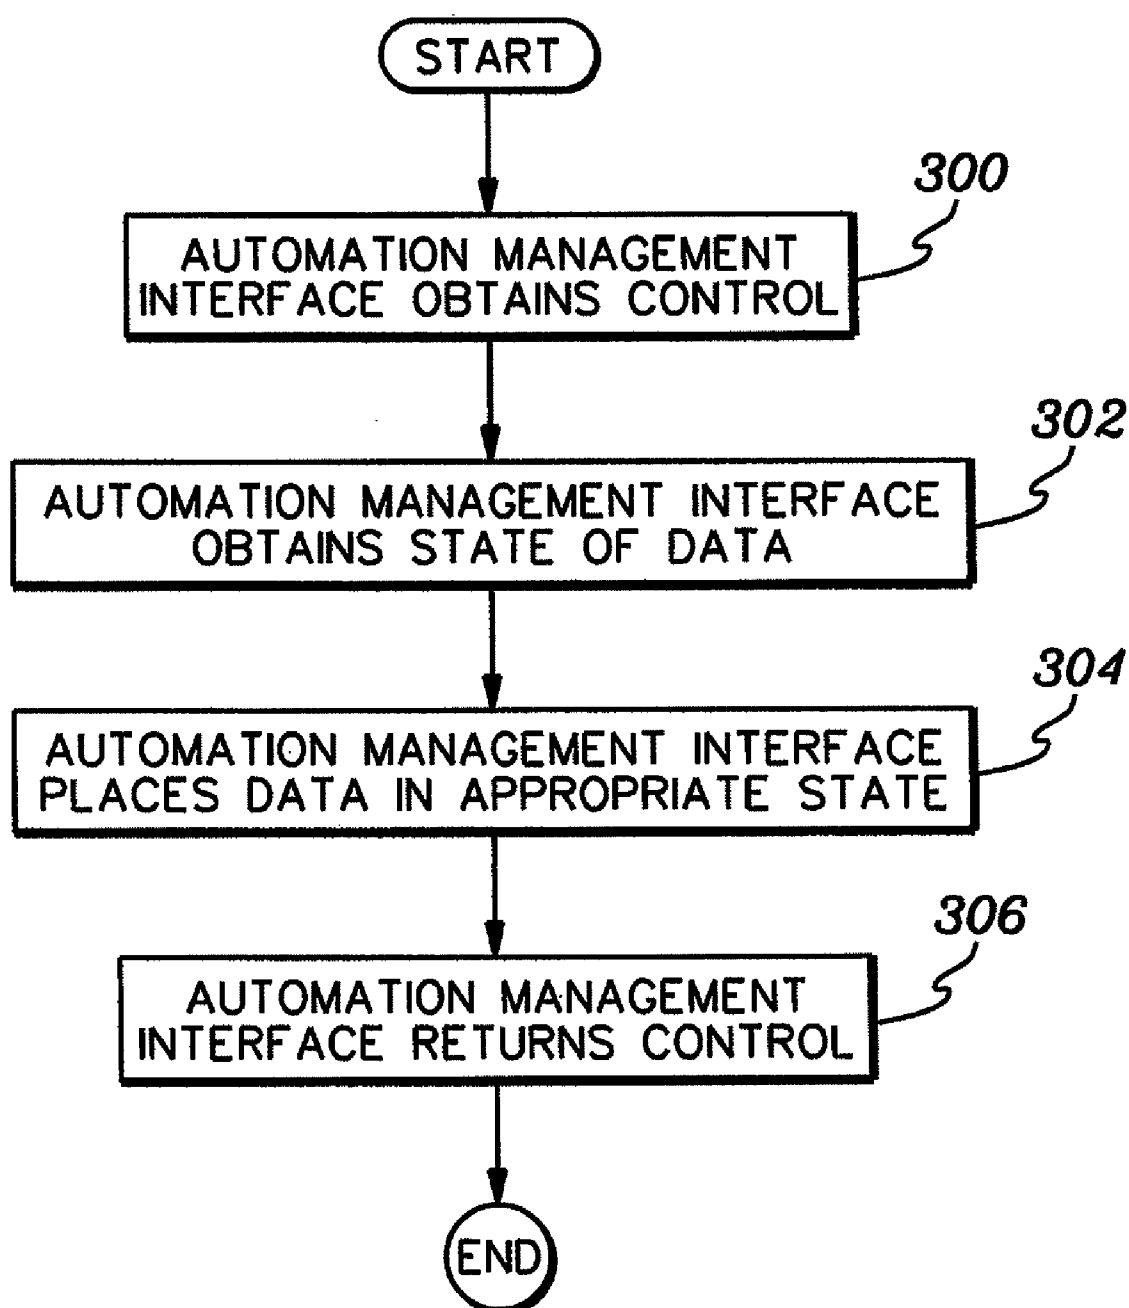 START
300
AUTOMATION MANAGEMENT
INTERFACE OBTAINS CONTROL
302
AUTOMATION MANAGEMENT INTERFACE
OBTAINS STATE OF DATA
304
AUTOMATION MANAGEMENT INTERFACE
PLACES DATA IN APPROPRIATE STATE
306
AUTOMATION MANAGEMENT
INTERFACE RETURNS CONTROL
END